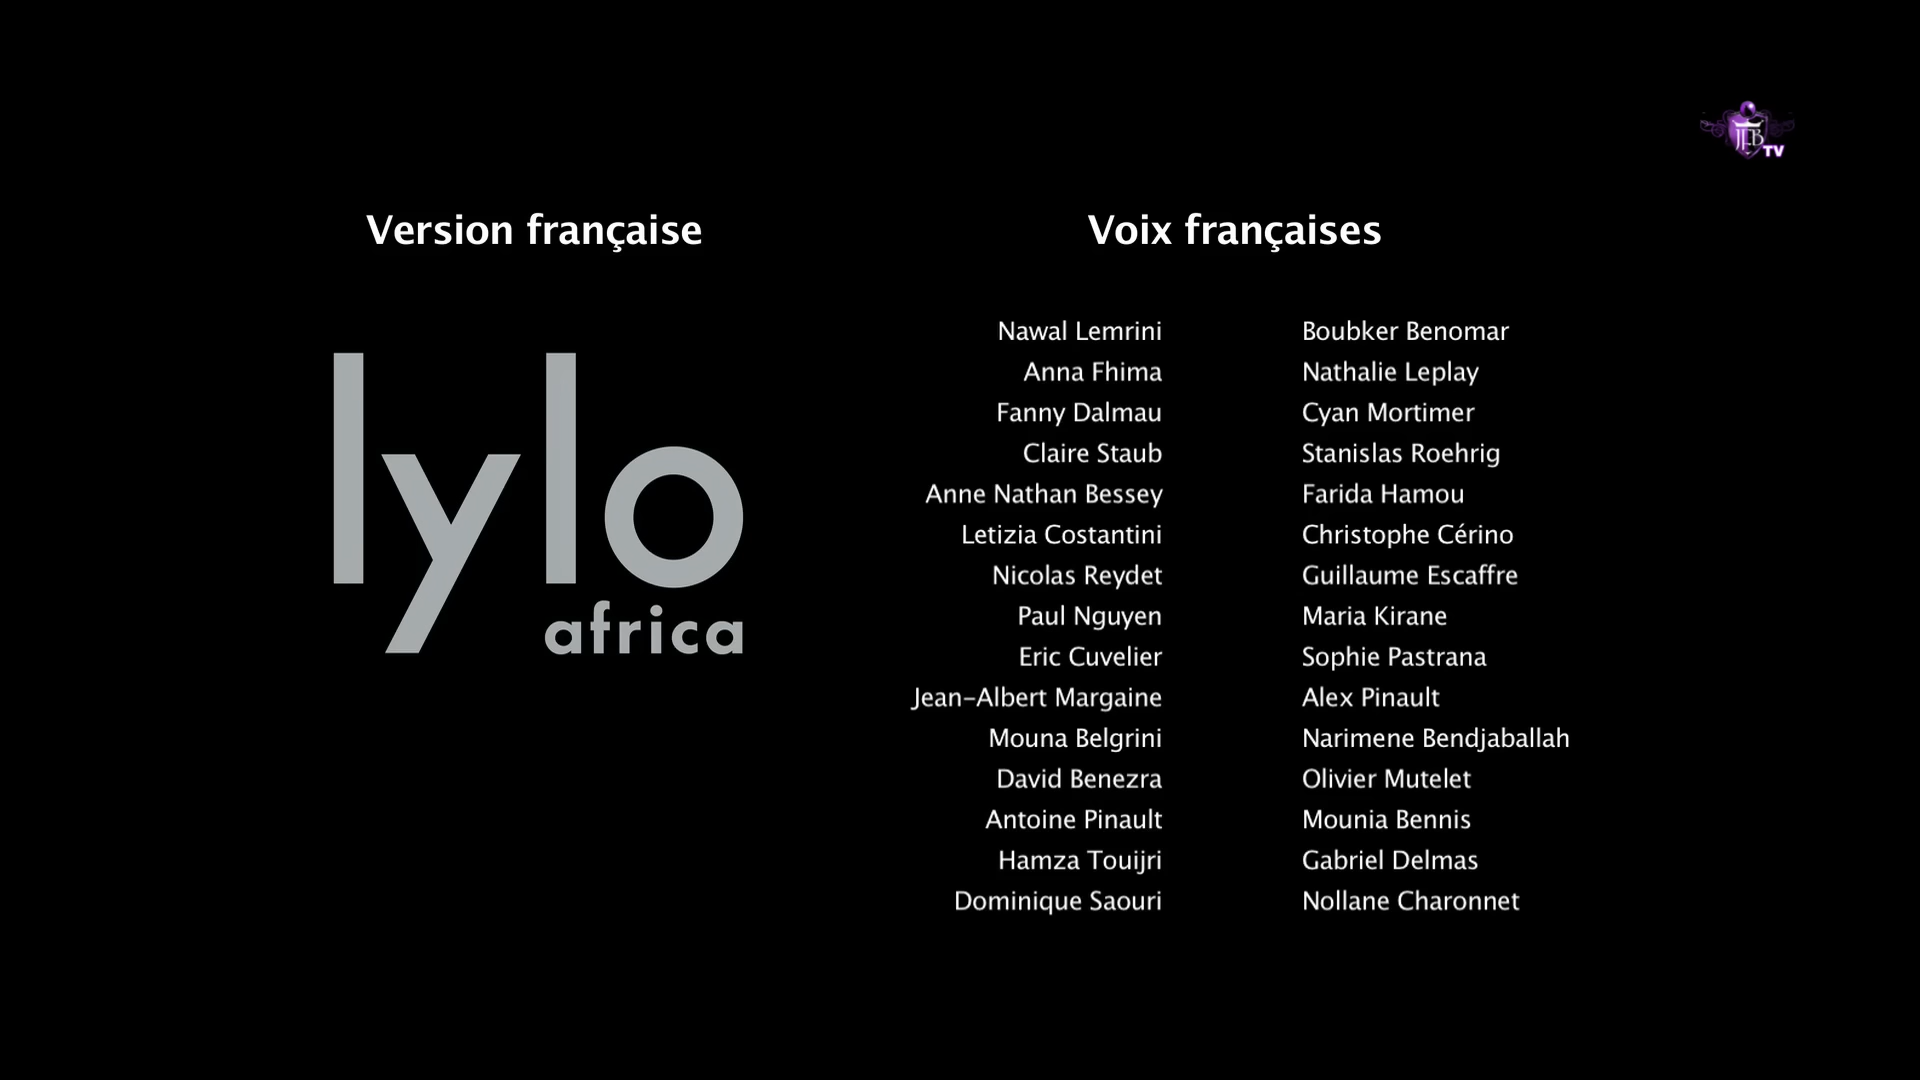 JFB TV
Version française
lylo
africa
Voix françaises
Nawal Lemrini
Anna Fhima
Fanny Dalmau
Claire Staub
Anne Nathan Bessey
Letizia Costantini
Nicolas Reydet
Paul Nguyen
Eric Cuvelier
Jean-Albert Margaine
Mouna Belgrini
David Benezra
Antoine Pinault
Hamza Touijri
Dominique Saouri
Boubker Benomar
Nathalie Leplay
Cyan Mortimer
Stanislas Roehrig
Farida Hamou
Christophe Cérino
Guillaume Escaffre
Maria Kirane
Sophie Pastrana
Alex Pinault
Narimene Bendjaballah
Olivier Mutelet
Mounia Bennis
Gabriel Delmas
Nollane Charonnet